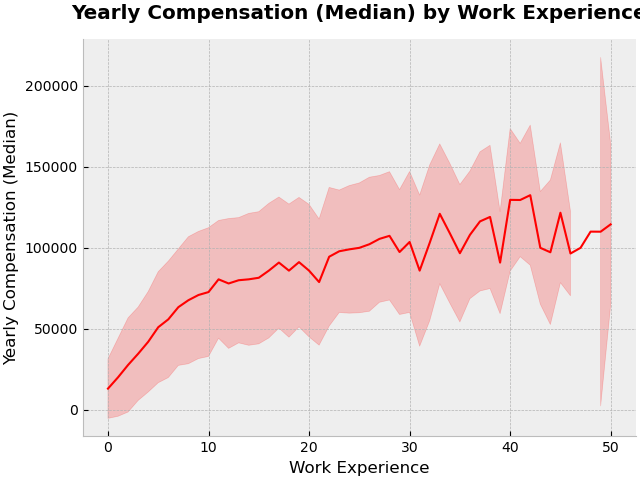 Yearly Compensation (Median) by Work Experience
Yearly Compensation (Median)
200000
150000
100000
50000
0
0 10 20 30 40 50
Work Experience